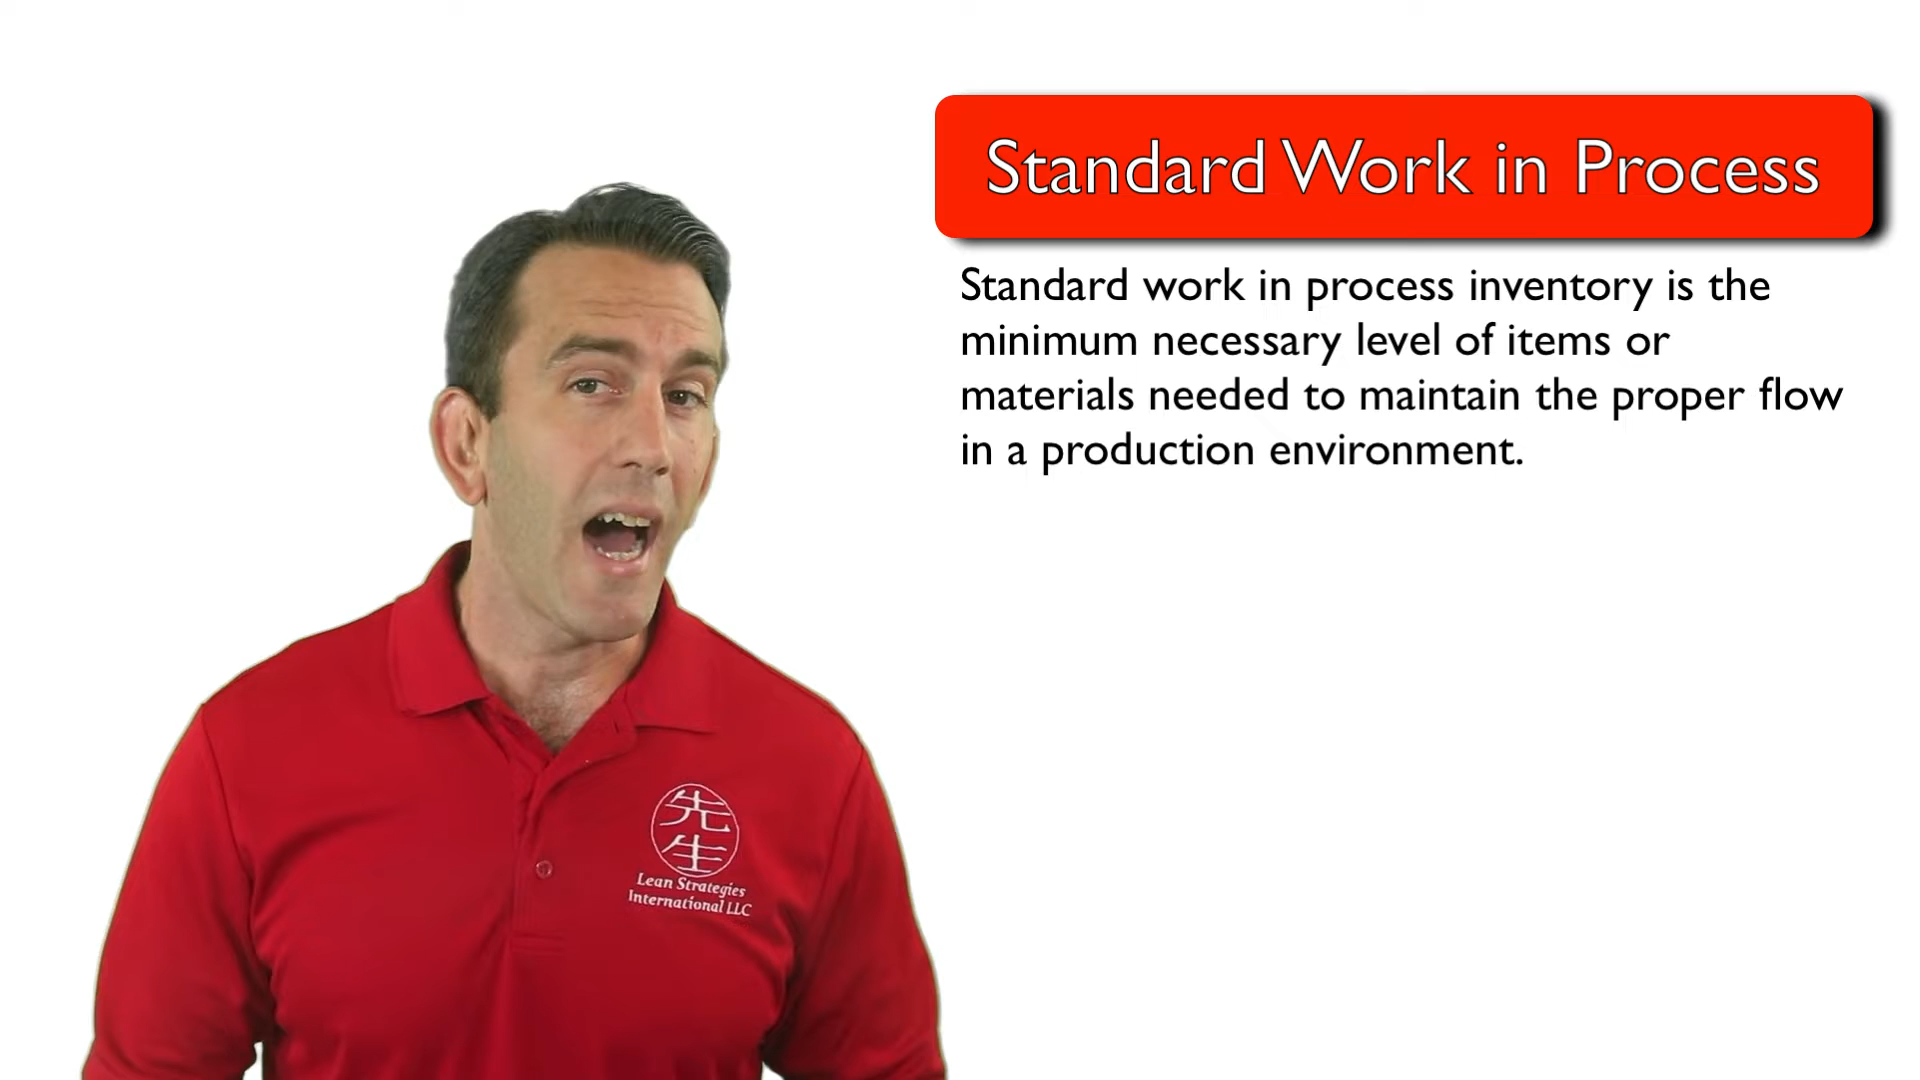 Standard Work in Process
Standard work in process inventory is the
minimum necessary level of items or
materials needed to maintain the proper flow
in a production environment.
先
生
Lean Strategies
International LLC